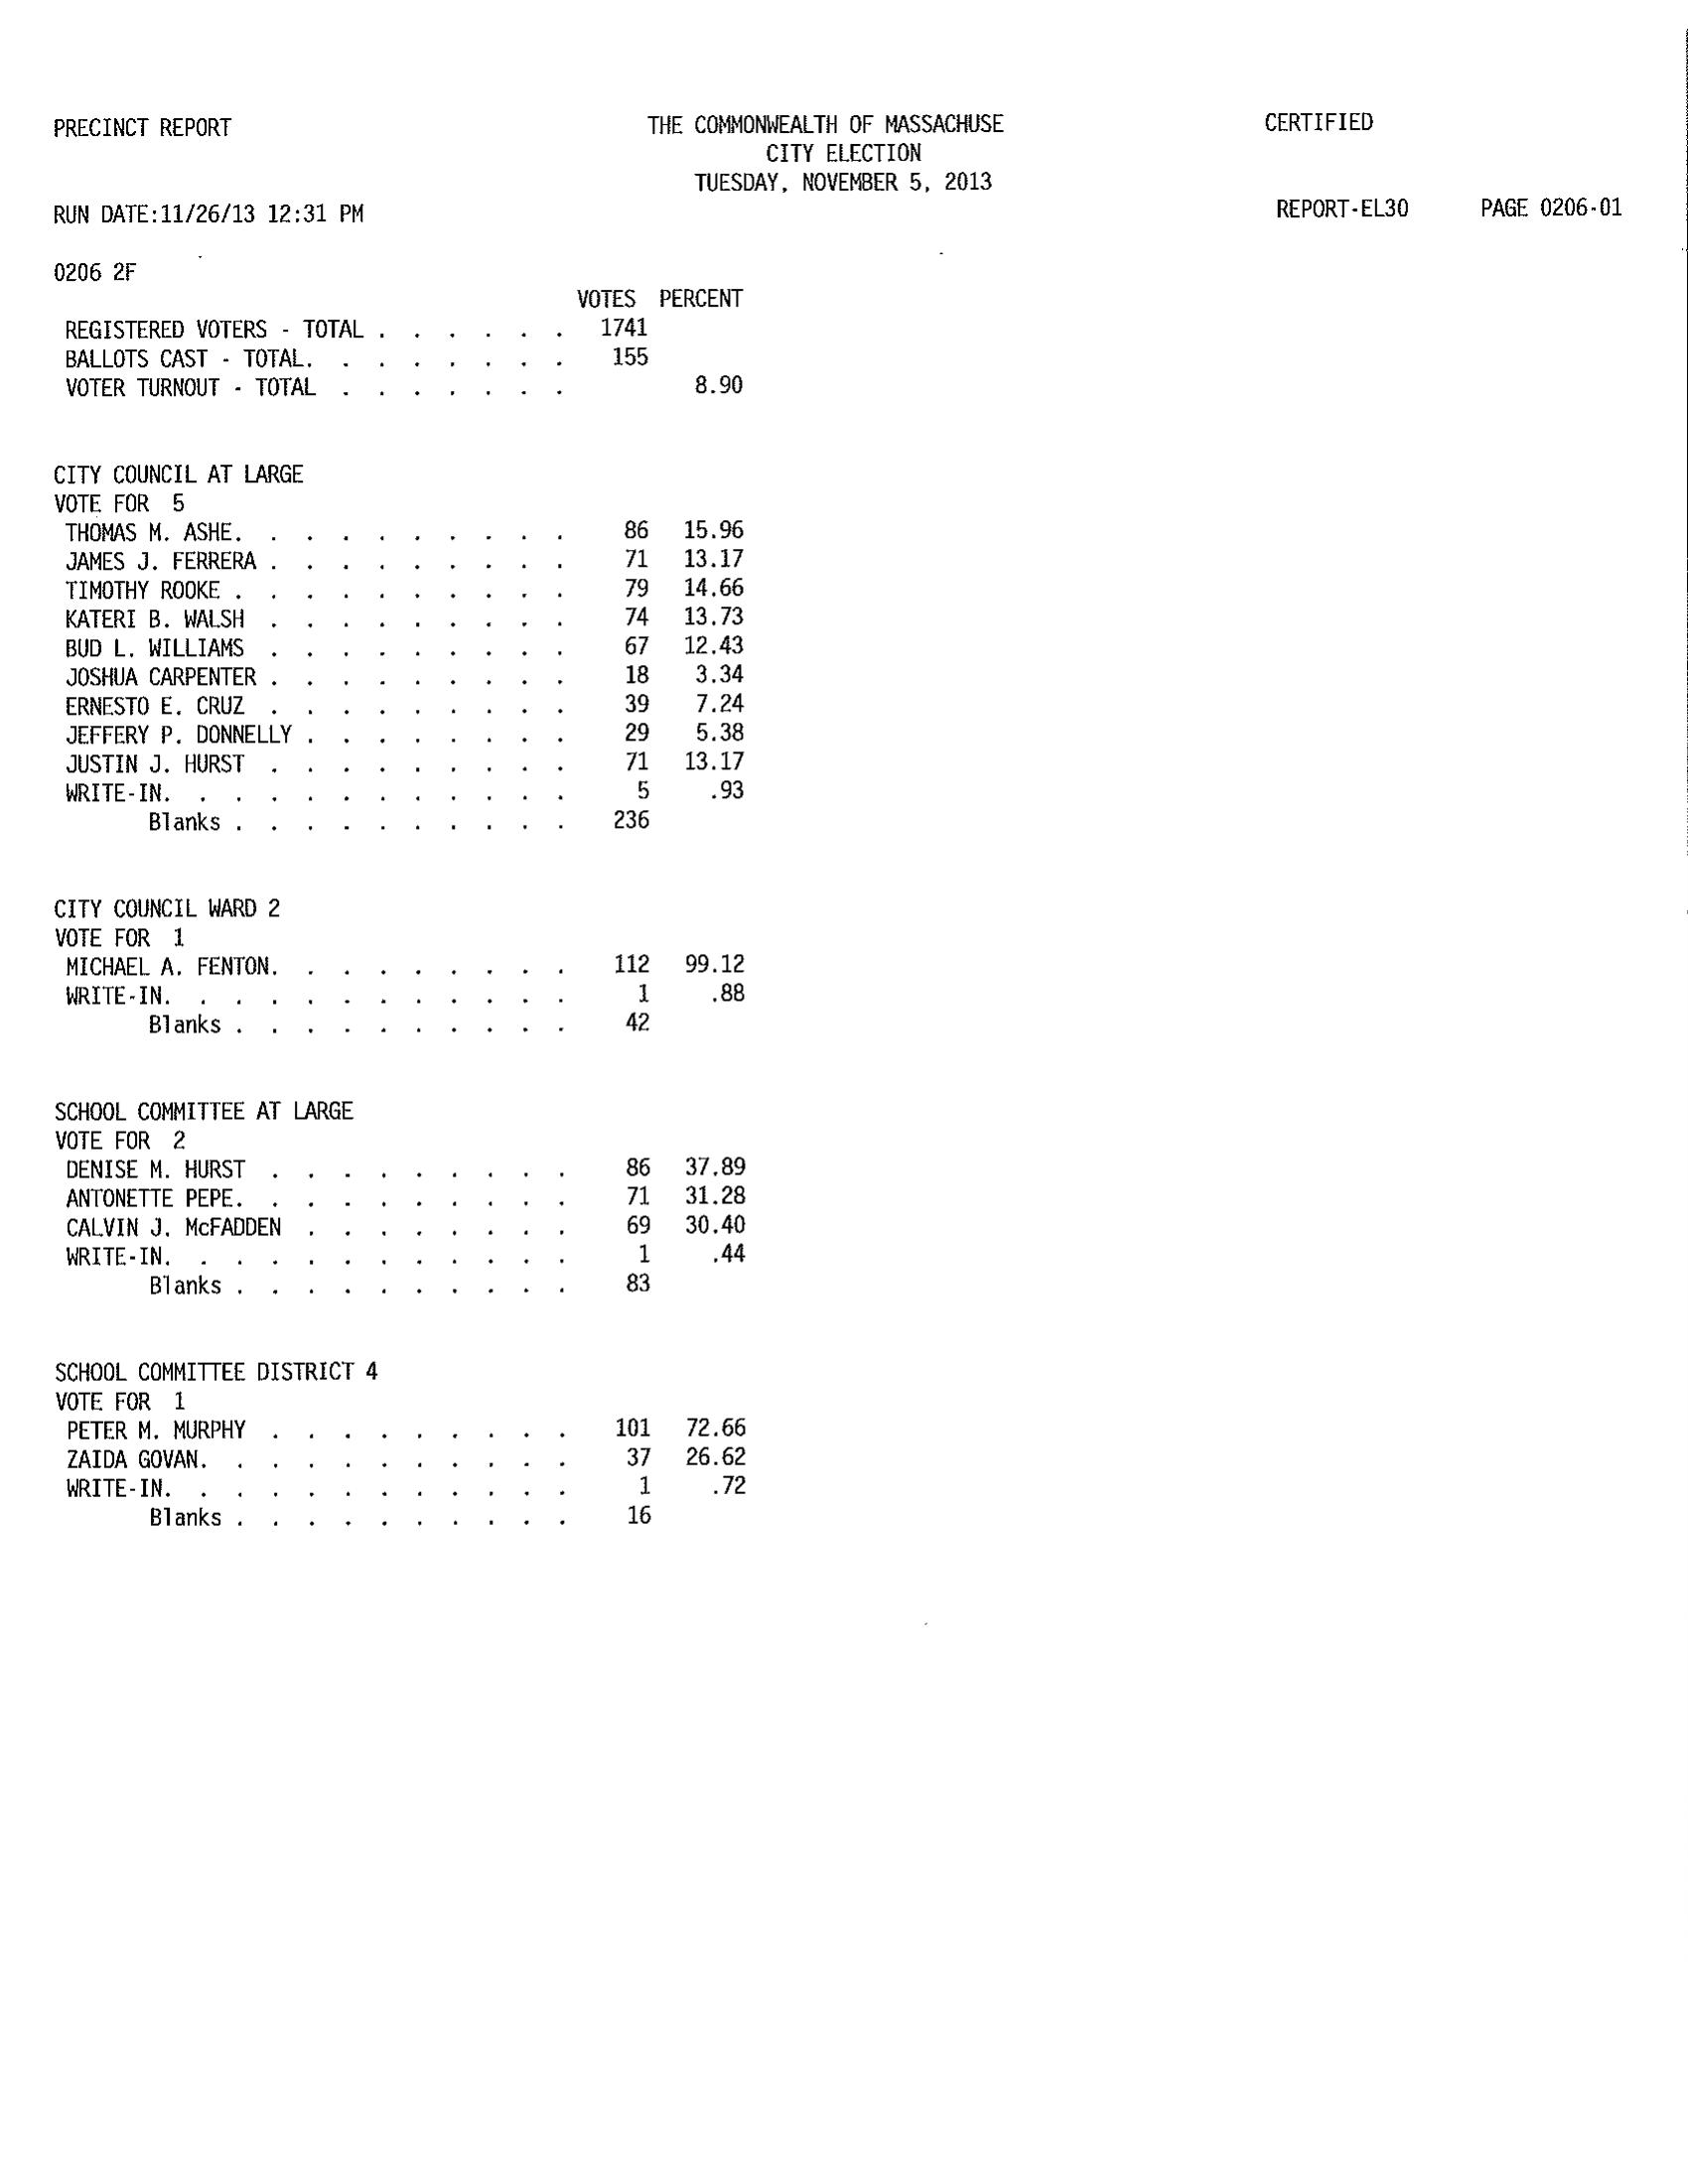 PRECINCT REPORT THE COMMONWEALTH OF MASSACHUSE CERTIFIED
CITY ELECTION
TUESDAY, NOVEMBER 5, 2013
RUN DATE:11/26/13 12:31 PM REPORT-EL30 PAGE 0206-01
0206 2F
VOTES PERCENT
REGISTERED VOTERS - TOTAL . . . . . . 1741
BALLOTS CAST - TOTAL. . . . . . . . 155
VOTER TURNOUT - TOTAL . . . . . . . 8.90
CITY COUNCIL AT LARGE
VOTE FOR 5
THOMAS M. ASHE. . . . . . . . . . 86 15.96
JAMES J. FERRERA . . . . . . . . . 71 13.17
TIMOTHY ROOKE . . . . . . . . . . 79 14.66
KATERI B. WALSH . . . . . . . . . 74 13.73
BUD L. WILLIAMS . . . . . . . . . 67 12.43
JOSHUA CARPENTER . . . . . . . . . 18 3.34
ERNESTO E. CRUZ . . . . . . . . . 39 7.24
JEFFERY P. DONNELLY . . . . . . . . 29 5.38
JUSTIN J. HURST . . . . . . . . . 71 13.17
WRITE-IN. . . . . . . . . . . . 5 .93
Blanks . . . . . . . . . . 236
CITY COUNCIL WARD 2
VOTE FOR 1
MICHAEL A. FENTON. . . . . . . . . 112 99.12
WRITE-IN. . . . . . . . . . . . 1 .88
Blanks . . . . . . . . . . 42
SCHOOL COMMITTEE AT LARGE
VOTE FOR 2
DENISE M. HURST . . . . . . . . . 86 37.89
ANTONETTE PEPE. . . . . . . . . . 71 31.28
CALVIN J. McFADDEN . . . . . . . . 69 30.40
WRITE-IN. . . . . . . . . . . . 1 .44
Blanks . . . . . . . . . . 83
SCHOOL COMMITTEE DISTRICT 4
VOTE FOR 1
PETER M. MURPHY . . . . . . . . . 101 72.66
ZAIDA GOVAN. . . . . . . . . . . 37 26.62
WRITE-IN. . . . . . . . . . . . 1 .72
Blanks . . . . . . . . . . 16